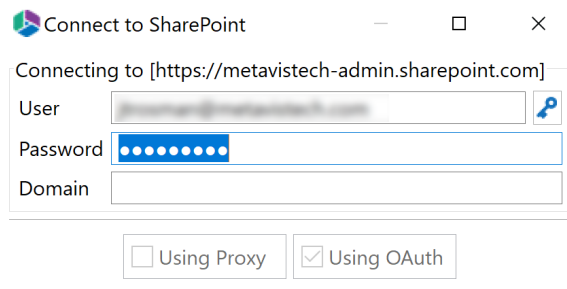 Connect to SharePoint
Connecting to [https://metavistech-admin.sharepoint.com]
User
Password ●●●●●●●●●
Domain
Using Proxy Using OAuth